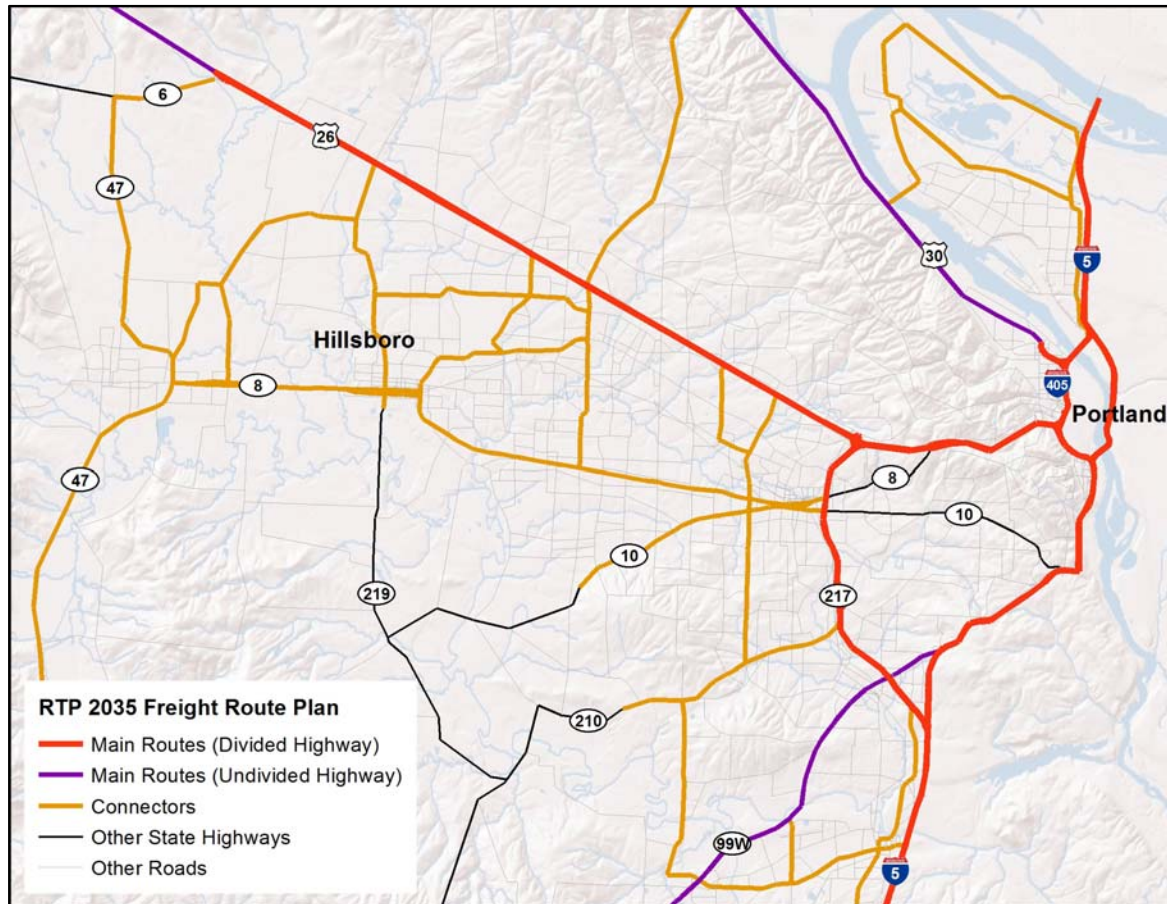 6
26
47
30
5
Hillsboro
8
405
Portland
47
8
10
10
219
217
RTP 2035 Freight Route Plan
Main Routes (Divided Highway)
Main Routes (Undivided Highway)
Connectors
Other State Highways
Other Roads
210
99W
5